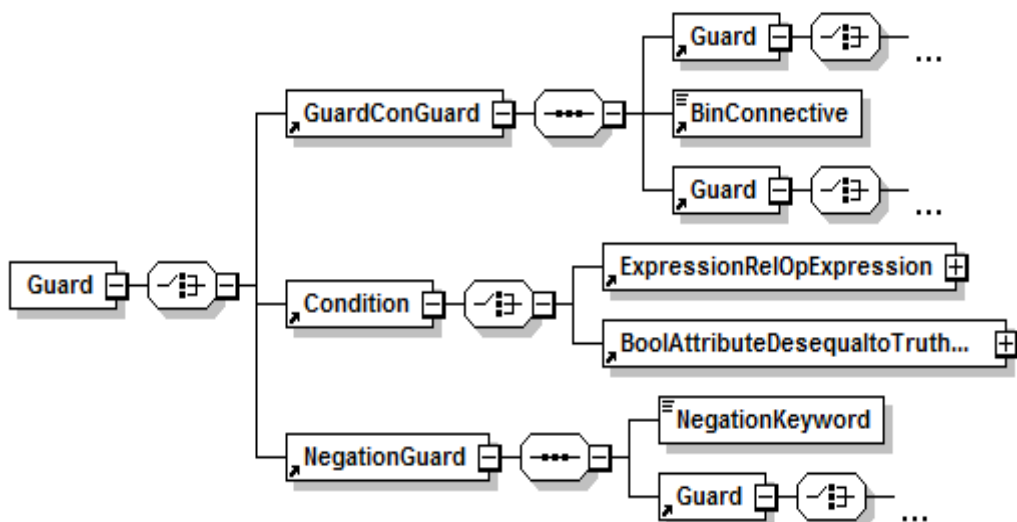 Guard
...
GuardConGuard
BinConnective
Guard
...
Guard
ExpressionRelOpExpression
Condition
BoolAttributeDesequaltoTruth...
NegationKeyword
NegationGuard
Guard
...